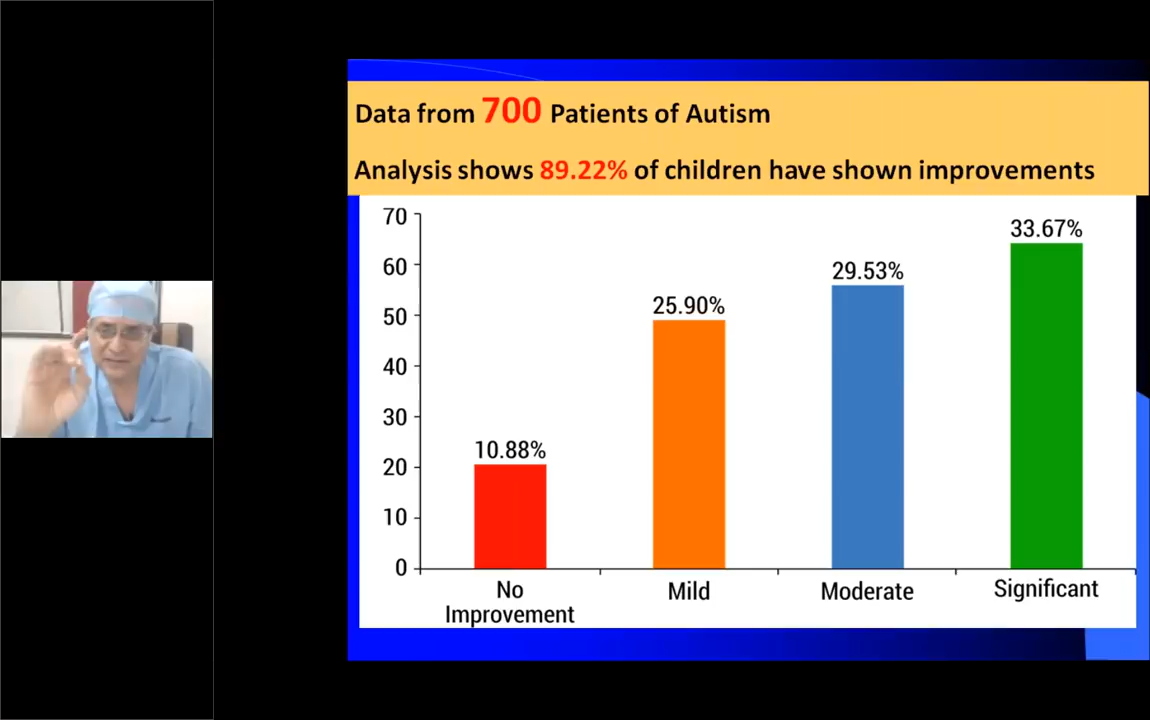 Data from 700 Patients of Autism
Analysis shows 89.22% of children have shown improvements
70
60
50
40
30
20
10
0
10.88%
25.90%
29.53%
33.67%
No
Improvement
Mild
Moderate
Significant